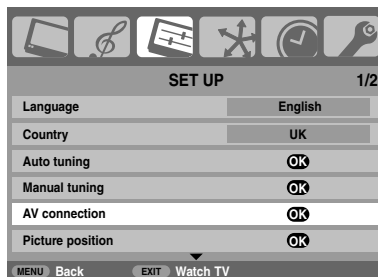 SET UP 1/2
Language English
Country UK
Auto tuning OK
Manual tuning OK
AV connection OK
Picture position OK
MENU Back EXIT Watch TV